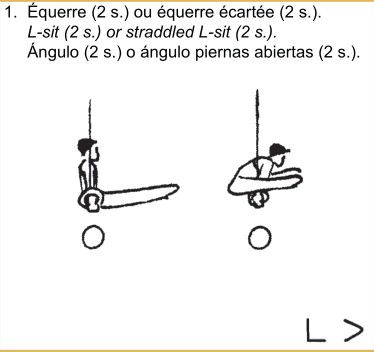 1. Équerre (2 s.) ou équerre écartée (2 s.).
L-sit (2 s.) or straddled L-sit (2 s.).
Ángulo (2 s.) o ángulo piernas abiertas (2 s.).
L >